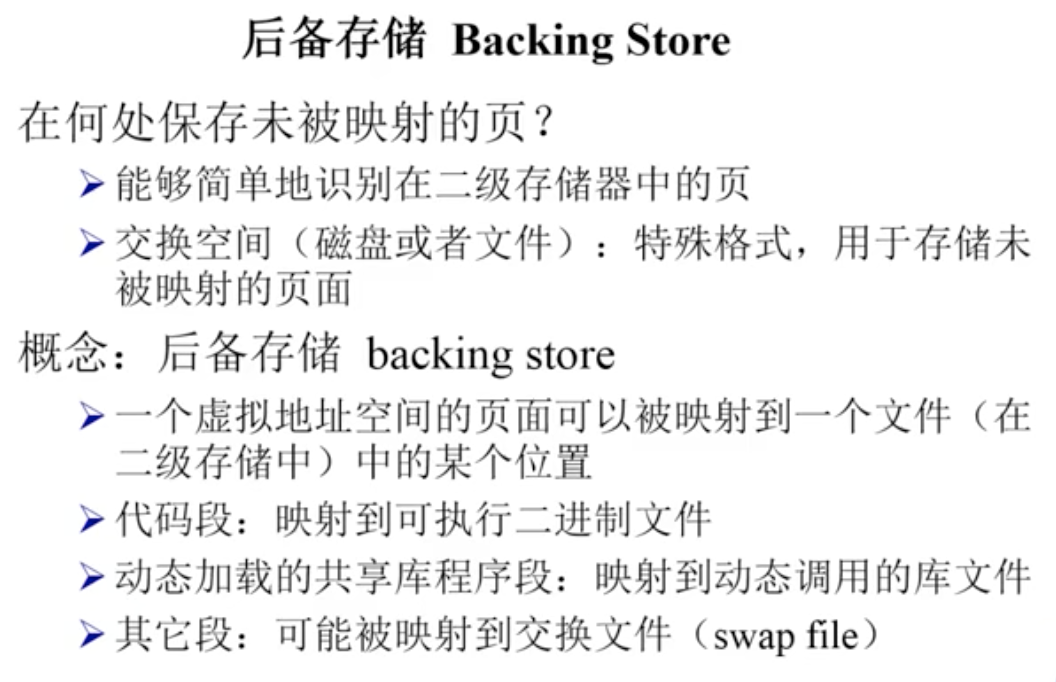 后备存储 Backing Store
在何处保存未被映射的页?
➢能够简单地识别在二级存储器中的页
➢交换空间（磁盘或者文件）：特殊格式，用于存储未
被映射的页面
概念：后备存储 backing store
➢一个虚拟地址空间的页面可以被映射到一个文件（在
二级存储中）中的某个位置
➢代码段：映射到可执行二进制文件
➢动态加载的共享库程序段：映射到动态调用的库文件
➢其它段：可能被映射到交换文件（swap file）